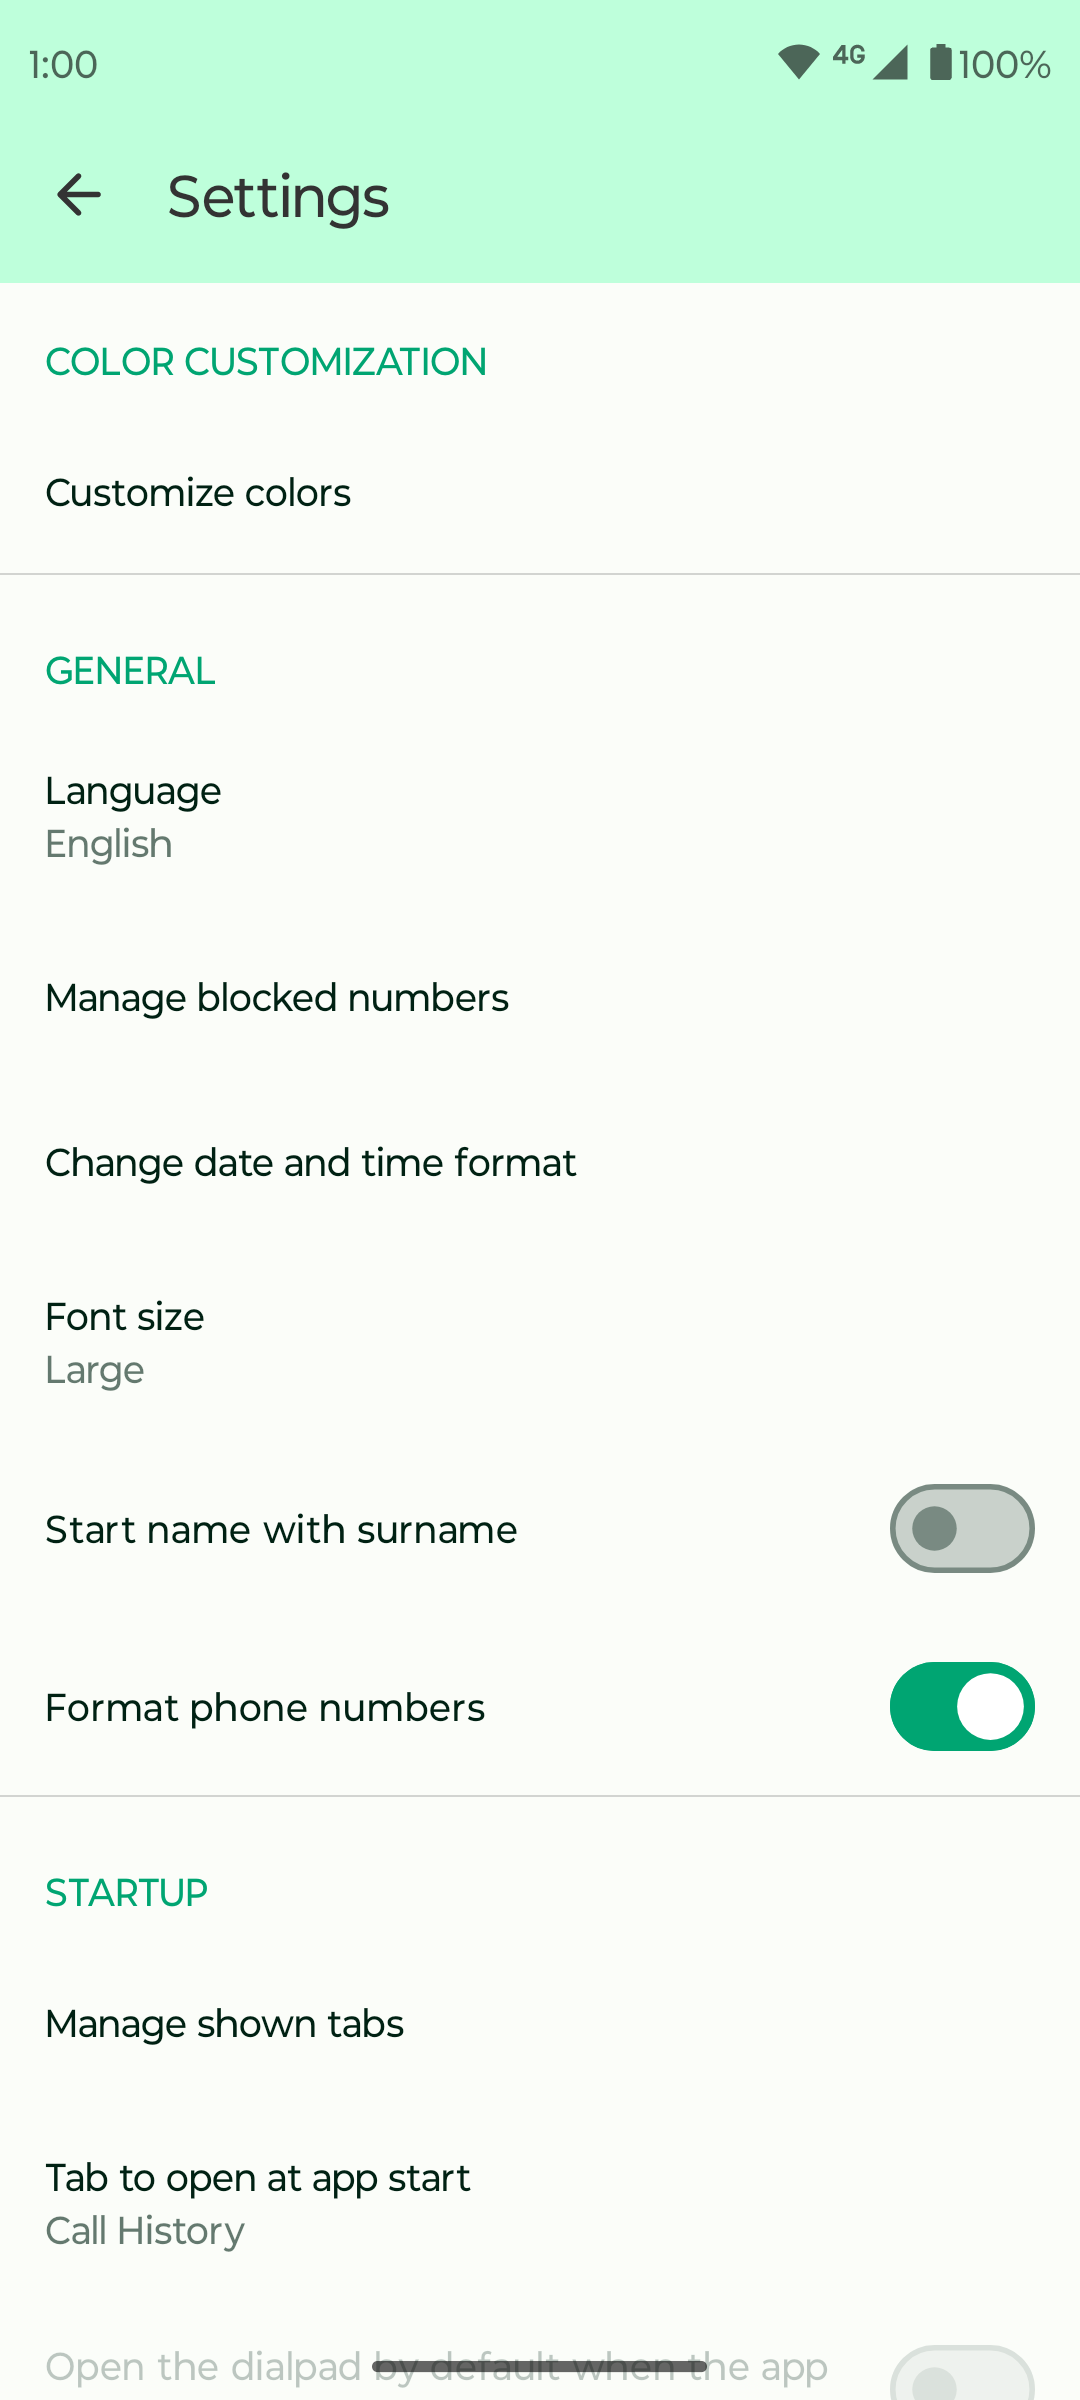 1:00
4G
100%
Settings
COLOR CUSTOMIZATION
Customize colors
GENERAL
Language
English
Manage blocked numbers
Change date and time format
Font size
Large
Start name with surname
Format phone numbers
STARTUP
Manage shown tabs
Tab to open at app start
Call History
Open the dialpad by default when the app